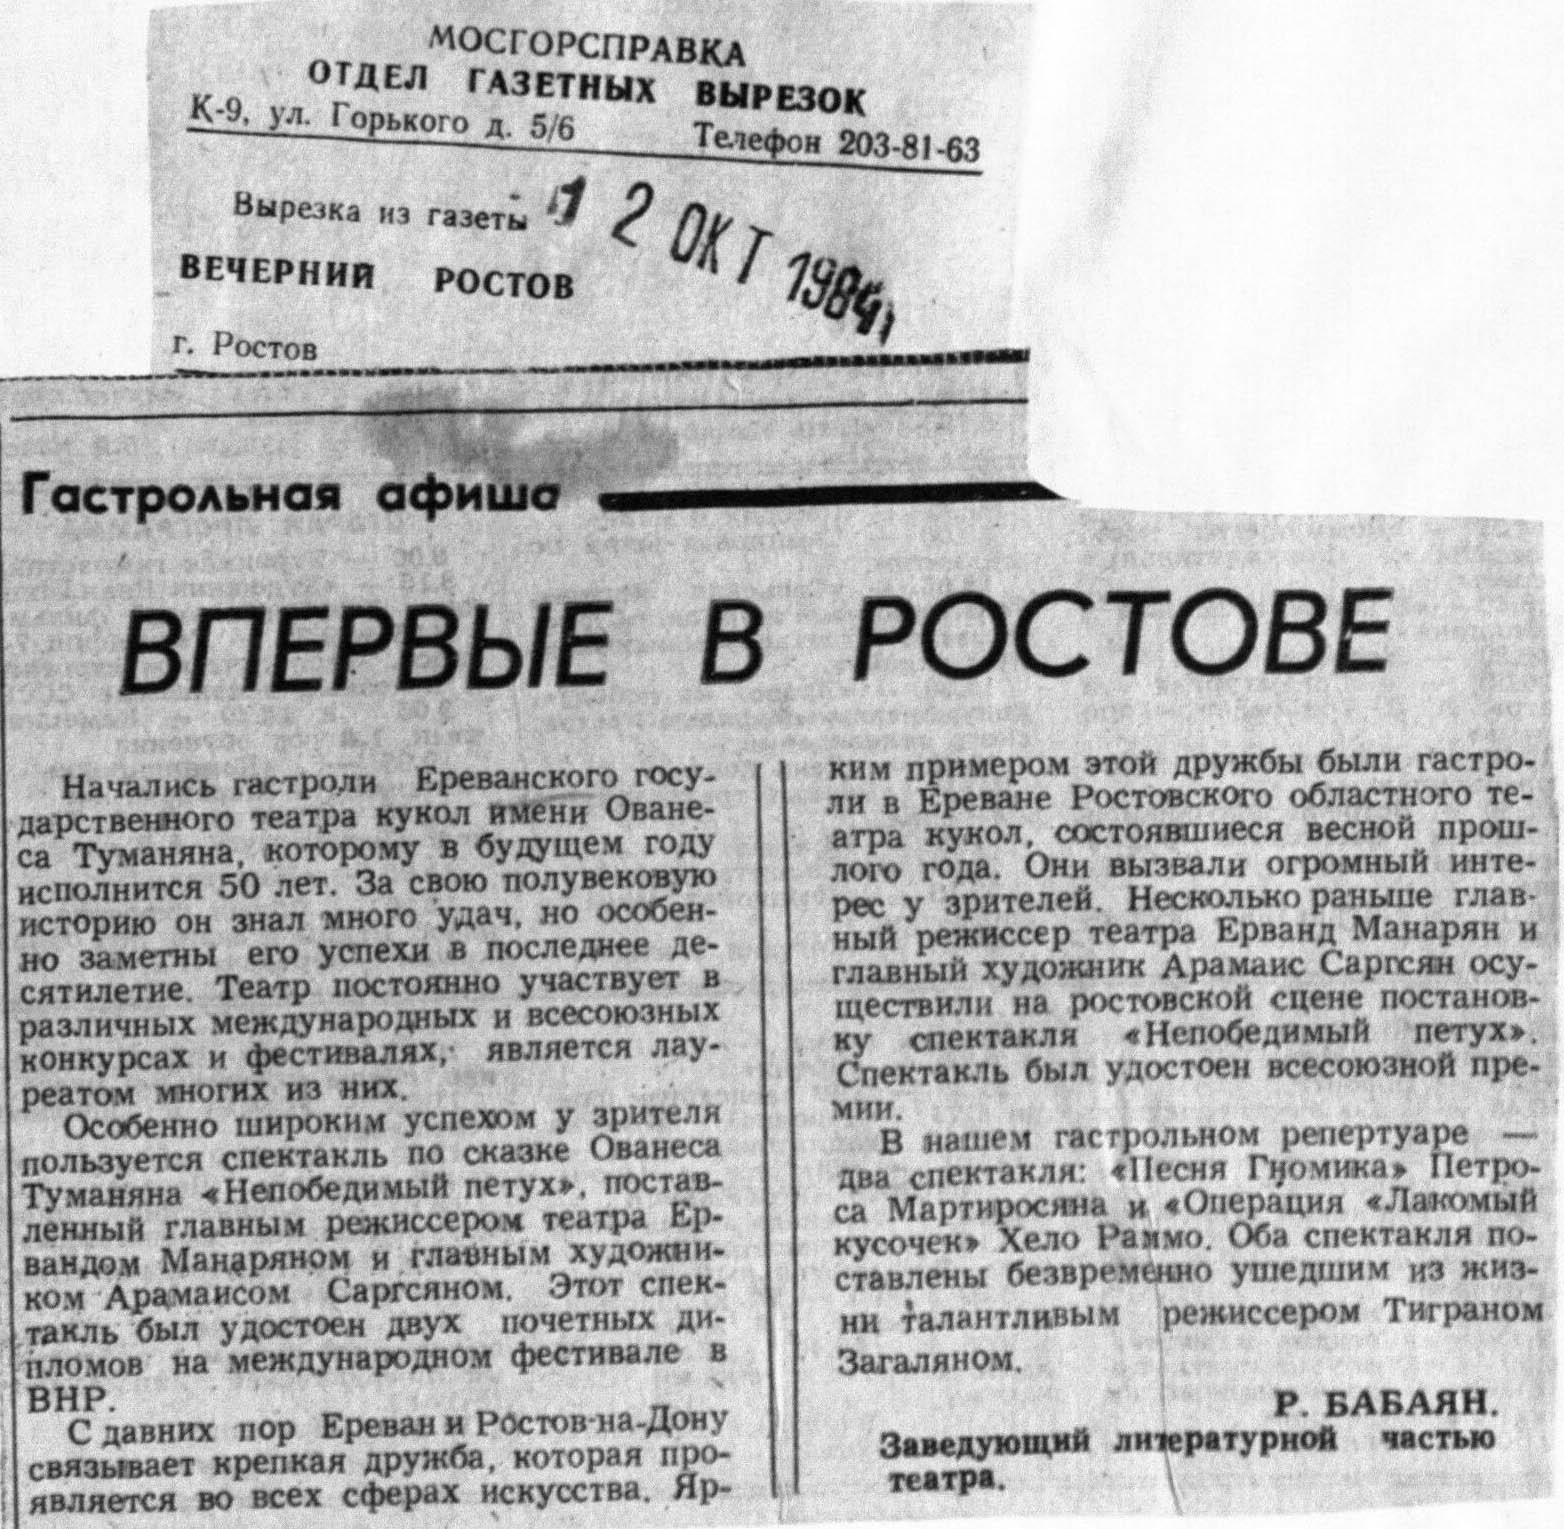 МОСГОРСПРАВКА
ОТДЕЛ ГАЗЕТНЫХ ВЫРЕЗОК
К-9, ул. Горького д. 5/6 Телефон 203-81-63
Вырезка из газеты
12 ОКТ 1984
ВЕЧЕРНИЙ РОСТОВ
г. Ростов
Гастрольная афиша
ВПЕРВЫЕ В РОСТОВЕ
Начались гастроли Ереванского госу-
дарственного театра кукол имени Ована-
са Туманяна, которому в будущем году
исполнится 50 лет. За свою полувековую
историю он знал много удач, но особен-
но заметны его успехи в последнее де-
сятилетие. Театр постоянно участвует в
различных международных и всесоюзных
конкурсах и фестивалях, является лау-
реатом многих из них.
Особенно широким успехом у зрителя
пользуется спектакль по сказке Ованеса
Туманяна «Непобедимый петух», постав-
ленный главным режиссером театра Ер-
вандом Манаряном и главным художни-
ком Арамаисом Саргсяном. Этот спек-
такль был удостоен двух почетных ди-
пломов на международном фестивале в
ВНР.
С давних пор Ереван и Ростов-на-Дону
связывает крепкая дружба, которая про-
является во всех сферах искусства. Яр-
ким примером этой дружбы были гастро-
ли в Ереване Ростовского областного те-
атра кукол, состоявшиеся весной прош-
лого года. Они вызвали огромный инте-
рес у зрителей. Несколько раньше глав-
ный режиссер театра Ерванд Манарян и
главный художник Арамаис Саргсян осу-
ществили на ростовской сцене постанов-
ку спектакля «Непобедимый петух».
Спектакль был удостоен всесоюзной пре-
мии.
В нашем гастрольном репертуаре —
два спектакля: «Песня Гномика» Петро-
са Мартиросяна и «Операция «Лакомый
кусочек» Хело Раммо. Оба спектакля по-
ставлены безвременно ушедшим из жиз-
ни талантливым режиссером Тиграном
Загаляном.
Р. БАБАЯН.
Заведующий литературной частью
театра.